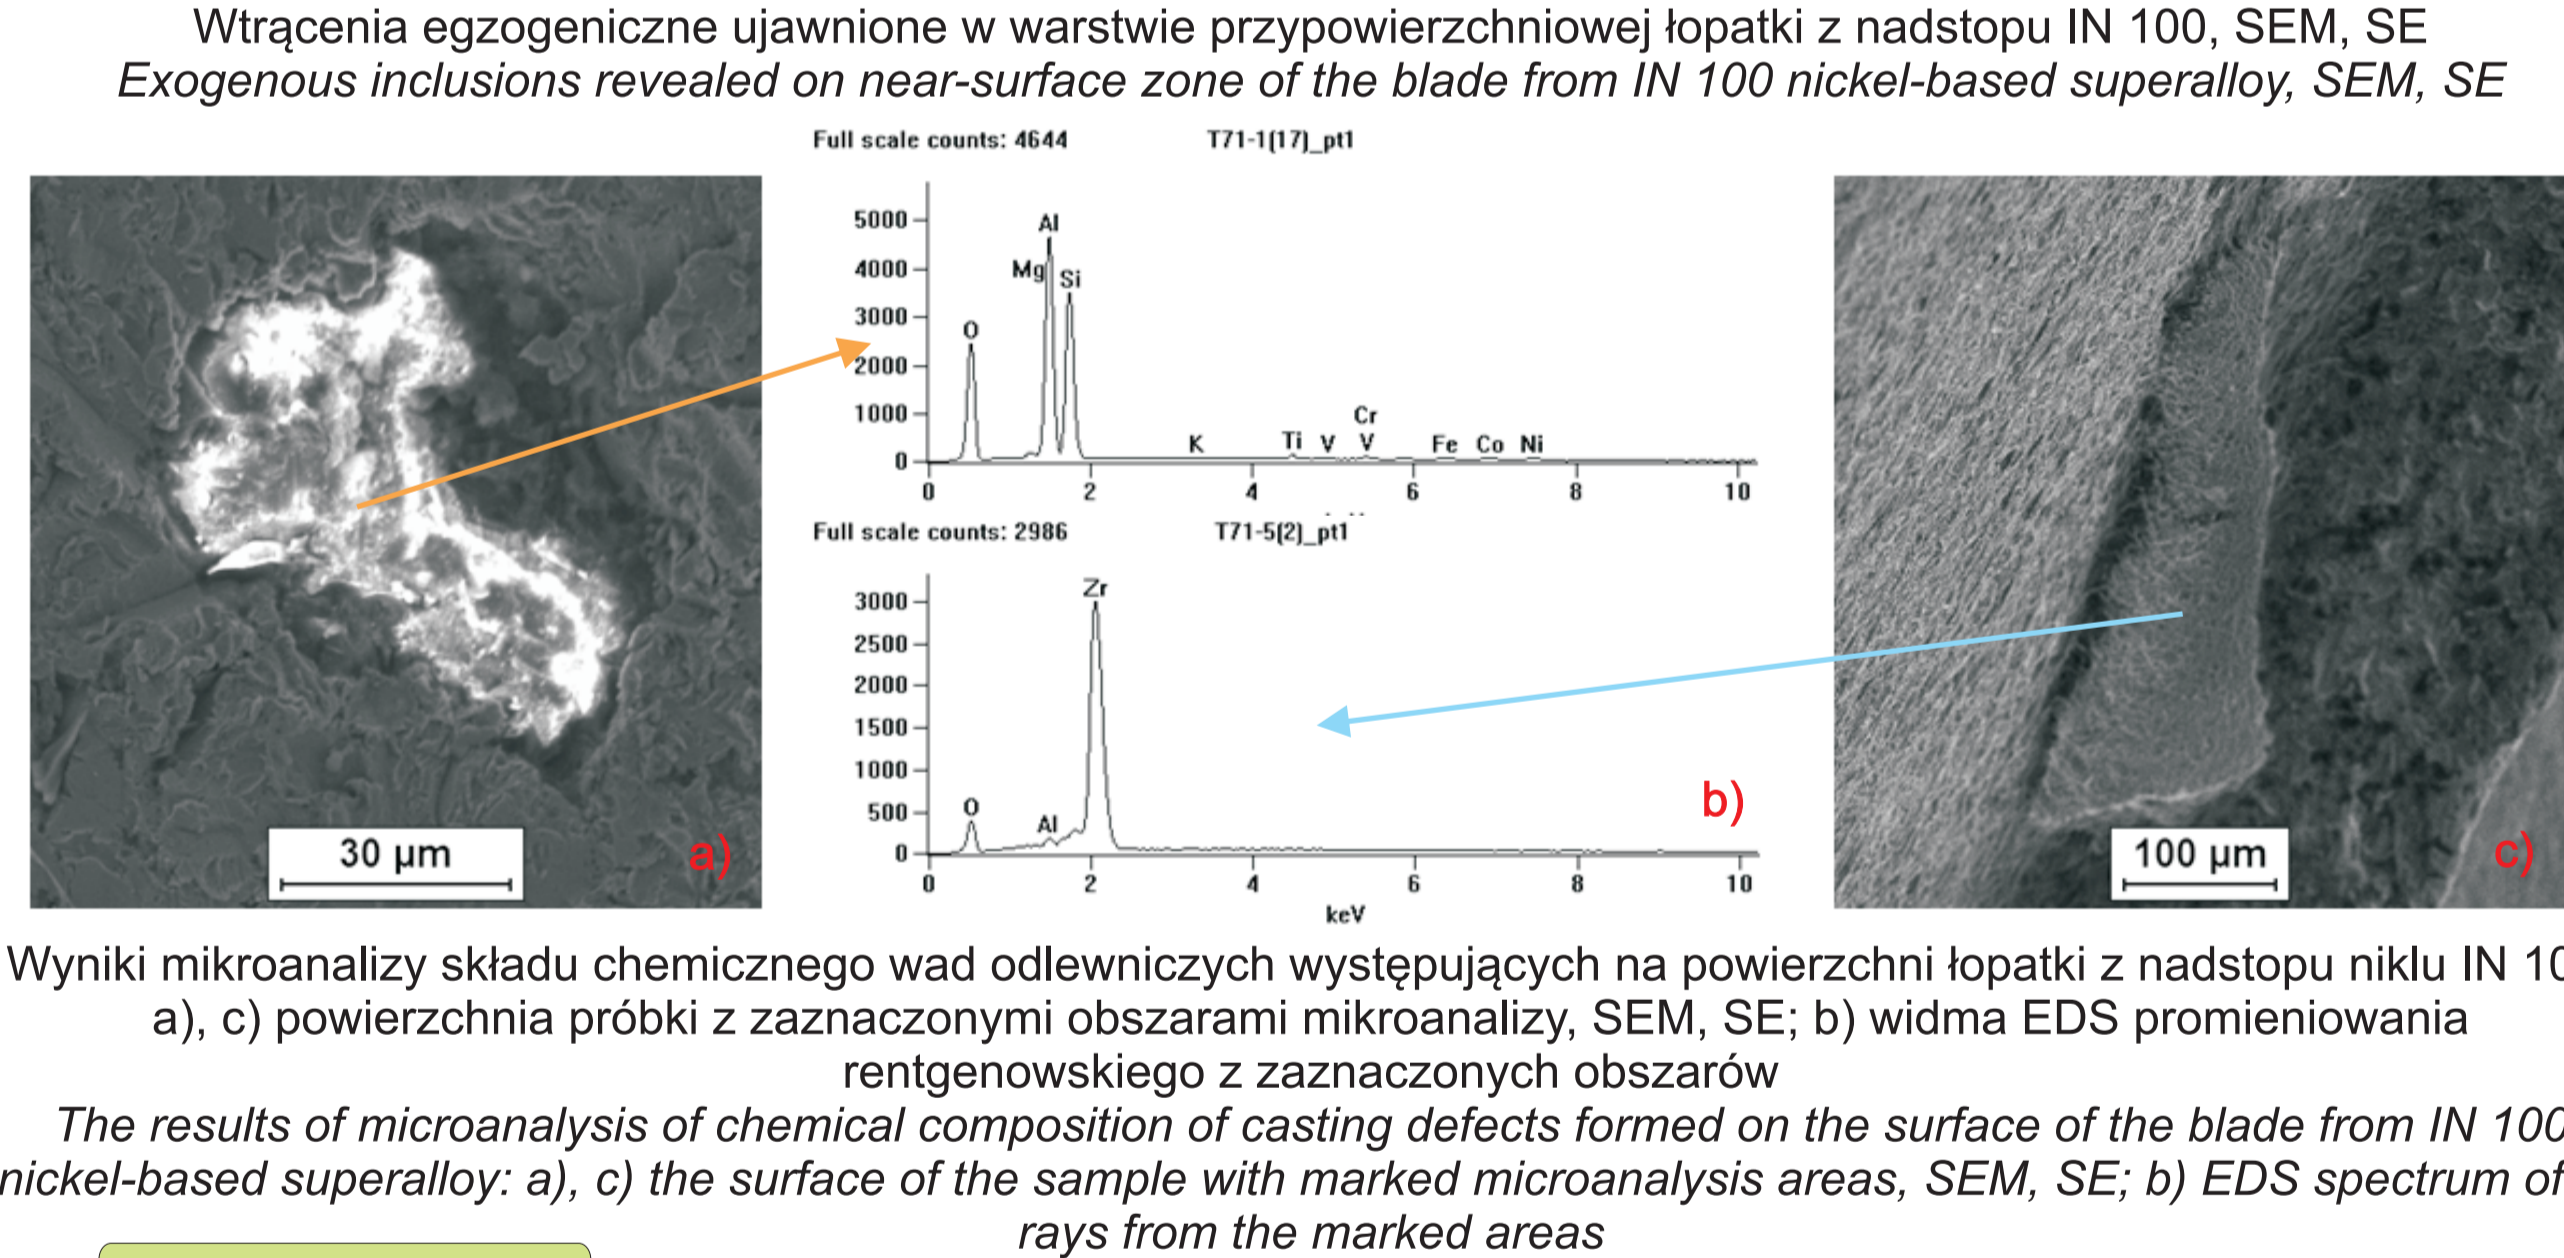 Wtrącenia egzogeniczne ujawnione w warstwie przypowierzchniowej łopatki z nadstopu IN 100, SEM, SE
Exogenous inclusions revealed on near-surface zone of the blade from IN 100 nickel-based superalloy, SEM, SE
Full scale counts: 4644 T71-1(17)_pt1
5000
4000
3000
2000
1000
0
Al
Mg Si
O
Cr
K Ti V V Fe Co Ni
0 2 4 6 8 10
Full scale counts: 2986 T71-5(2)_pt1
3000
2500
2000
1500
1000
500
0
Zr
O
Al
0 2 4 6 8 10
keV
30 µm
a)
b)
100 µm
c)
Wyniki mikroanalizy składu chemicznego wad odlewniczych występujących na powierzchni łopatki z nadstopu niklu IN 10
a), c) powierzchnia próbki z zaznaczonymi obszarami mikroanalizy, SEM, SE; b) widma EDS promieniowania
rentgenowskiego z zaznaczonych obszarów
The results of microanalysis of chemical composition of casting defects formed on the surface of the blade from IN 100
nickel-based superalloy: a), c) the surface of the sample with marked microanalysis areas, SEM, SE; b) EDS spectrum of
rays from the marked areas